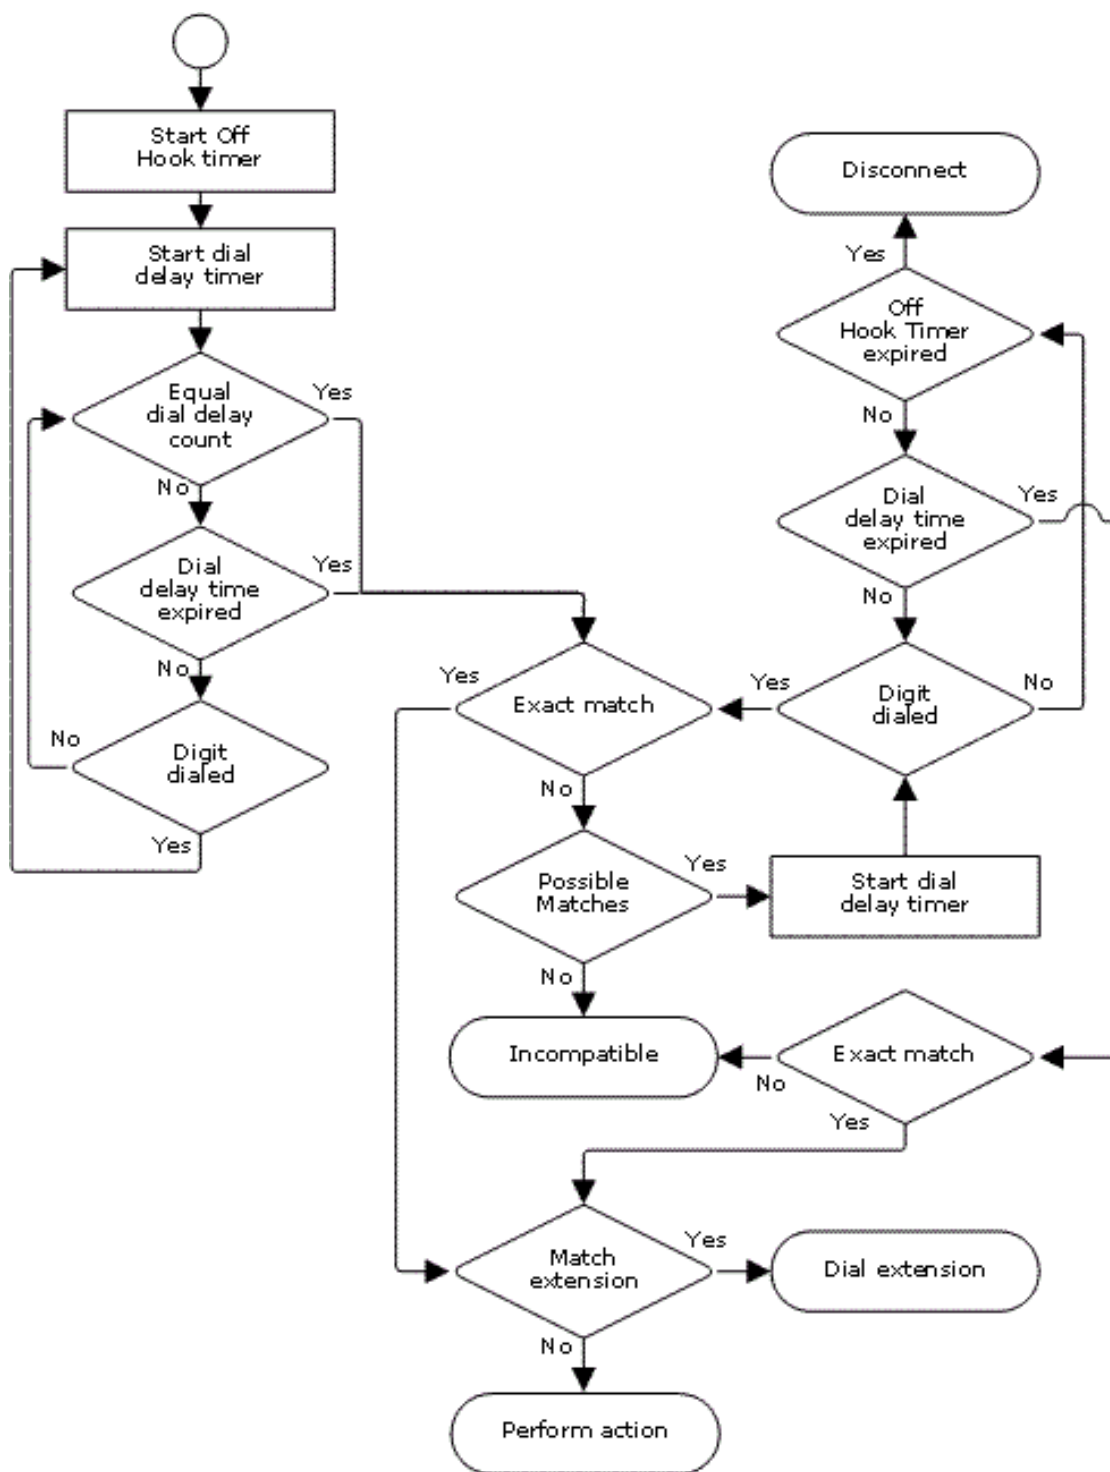 Start Off
Hook timer
Start dial
delay timer
Equal
dial delay
count
Yes
No
Dial
delay time
expired
Yes
No
Digit
dialed
No
Yes
Disconnect
Yes
Off
Hook Timer
expired
No
Dial
delay time
expired
Yes
No
Digit
dialed
Yes
No
Exact match
Yes
No
Possible
Matches
Yes
No
Start dial
delay timer
Incompatible
Exact match
No
Yes
Match
extension
Yes
No
Dial extension
Perform action